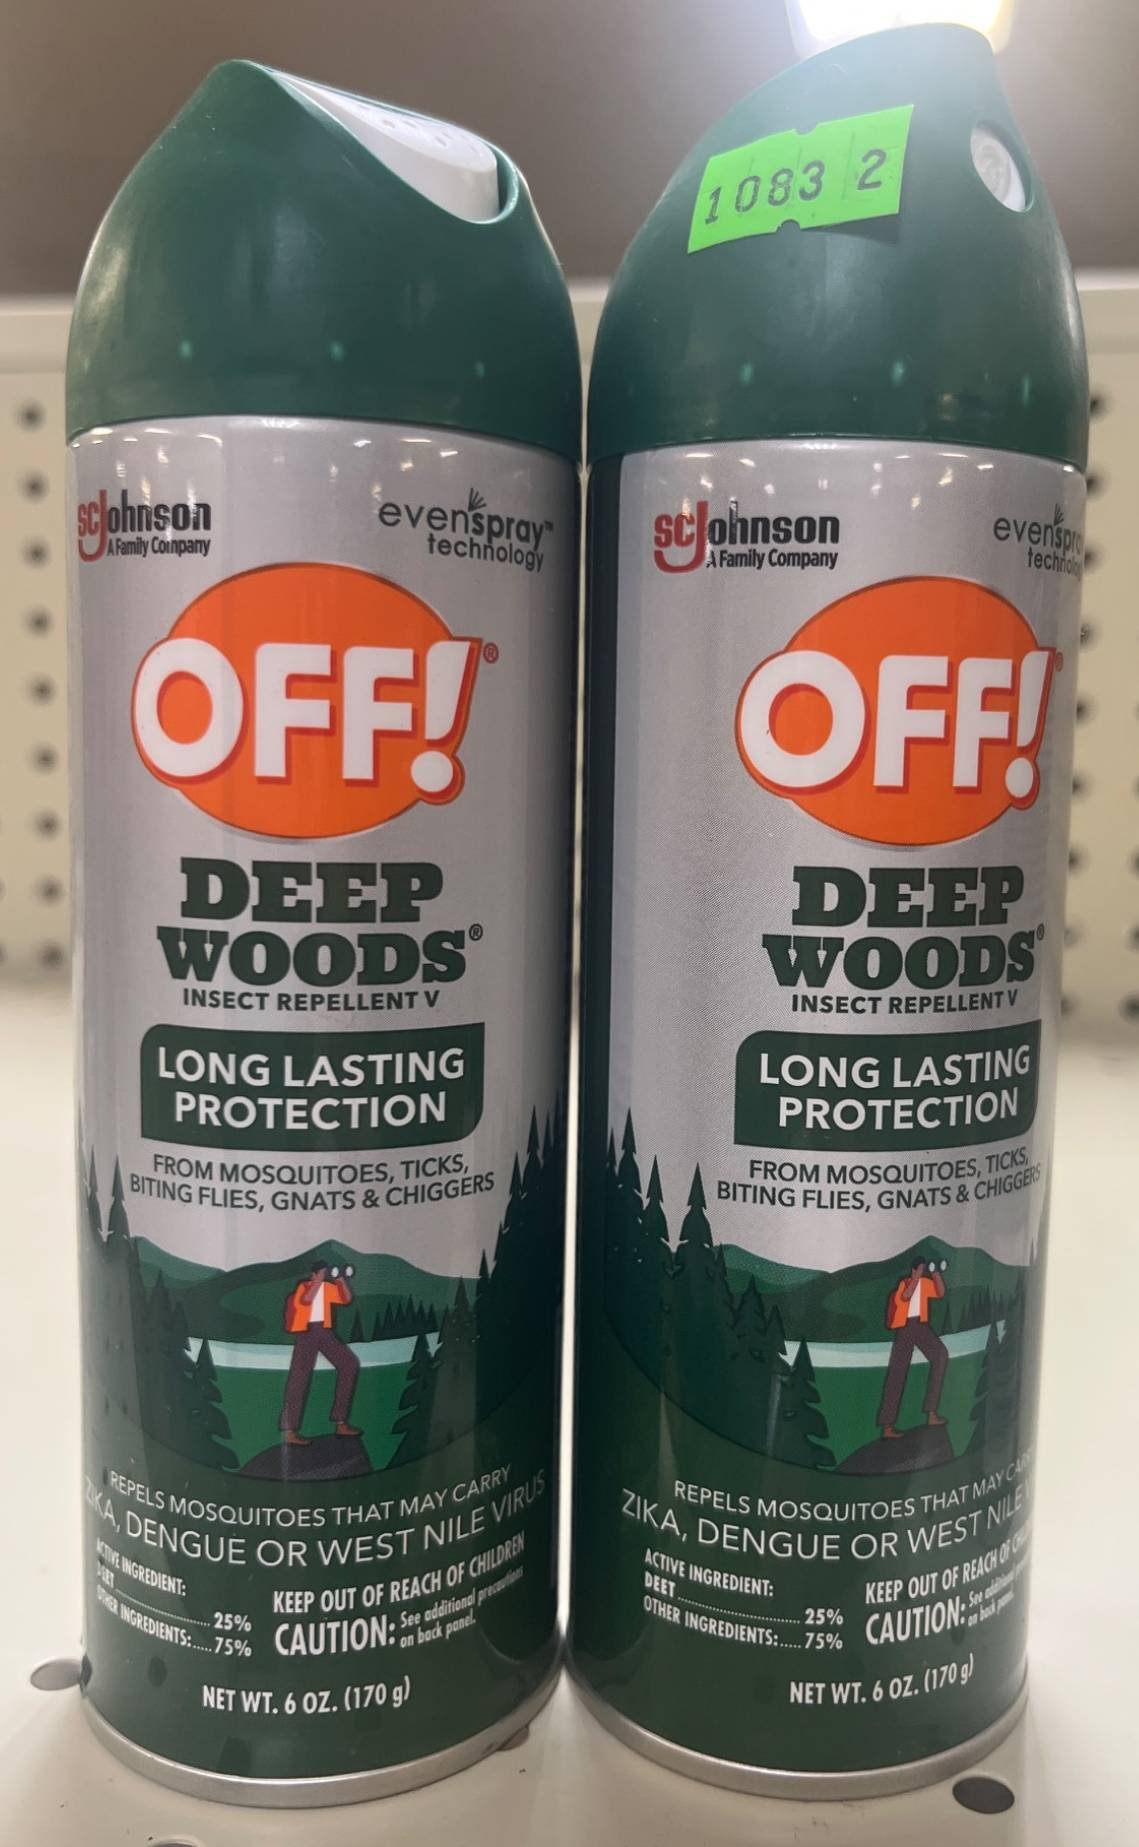 SCJohnson
A Family Company
evenspray™
technology
OFF!®
DEEP
WOODS®
INSECT REPELLENT V
LONG LASTING
PROTECTION
FROM MOSQUITOES, TICKS,
BITING FLIES, GNATS & CHIGGERS
REPELS MOSQUITOES THAT MAY CARRY
ZIKA, DENGUE OR WEST NILE VIRUS
ACTIVE INGREDIENT:
DEET 25%
OTHER INGREDIENTS:.....75%
KEEP OUT OF REACH OF CHILDREN
CAUTION: See additional precautions
on back panel.
NET WT. 6 OZ. (170 g)
1083 2
SCJohnson
A Family Company
OFF!®
DEEP
WOODS®
INSECT REPELLENT V
LONG LASTING
PROTECTION
FROM MOSQUITOES, TICKS,
BITING FLIES, GNATS & CHIGGERS
REPELS MOSQUITOES THAT MAY
ZIKA, DENGUE OR WEST NILE
ACTIVE INGREDIENT:
DEET 25%
OTHER INGREDIENTS:.....75%
KEEP OUT OF REACH OF
CAUTION: See
on back panel.
NET WT. 6 OZ. (170 g)